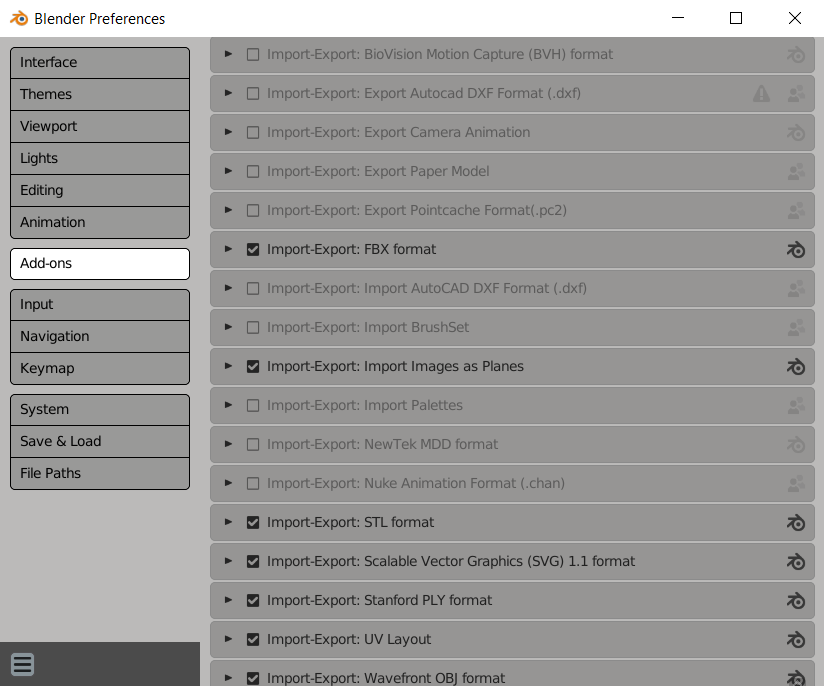 Blender Preferences
Interface
Themes
Viewport
Lights
Editing
Animation
Add-ons
Input
Navigation
Keymap
System
Save & Load
File Paths
Import-Export: BioVision Motion Capture (BVH) format
Import-Export: Export Autocad DXF Format (.dxf)
Import-Export: Export Camera Animation
Import-Export: Export Paper Model
Import-Export: Export Pointcache Format(.pc2)
Import-Export: FBX format
Import-Export: Import AutoCAD DXF Format (.dxf)
Import-Export: Import BrushSet
Import-Export: Import Images as Planes
Import-Export: Import Palettes
Import-Export: NewTek MDD format
Import-Export: Nuke Animation Format (.chan)
Import-Export: STL format
Import-Export: Scalable Vector Graphics (SVG) 1.1 format
Import-Export: Stanford PLY format
Import-Export: UV Layout
Import-Export: Wavefront OBJ format